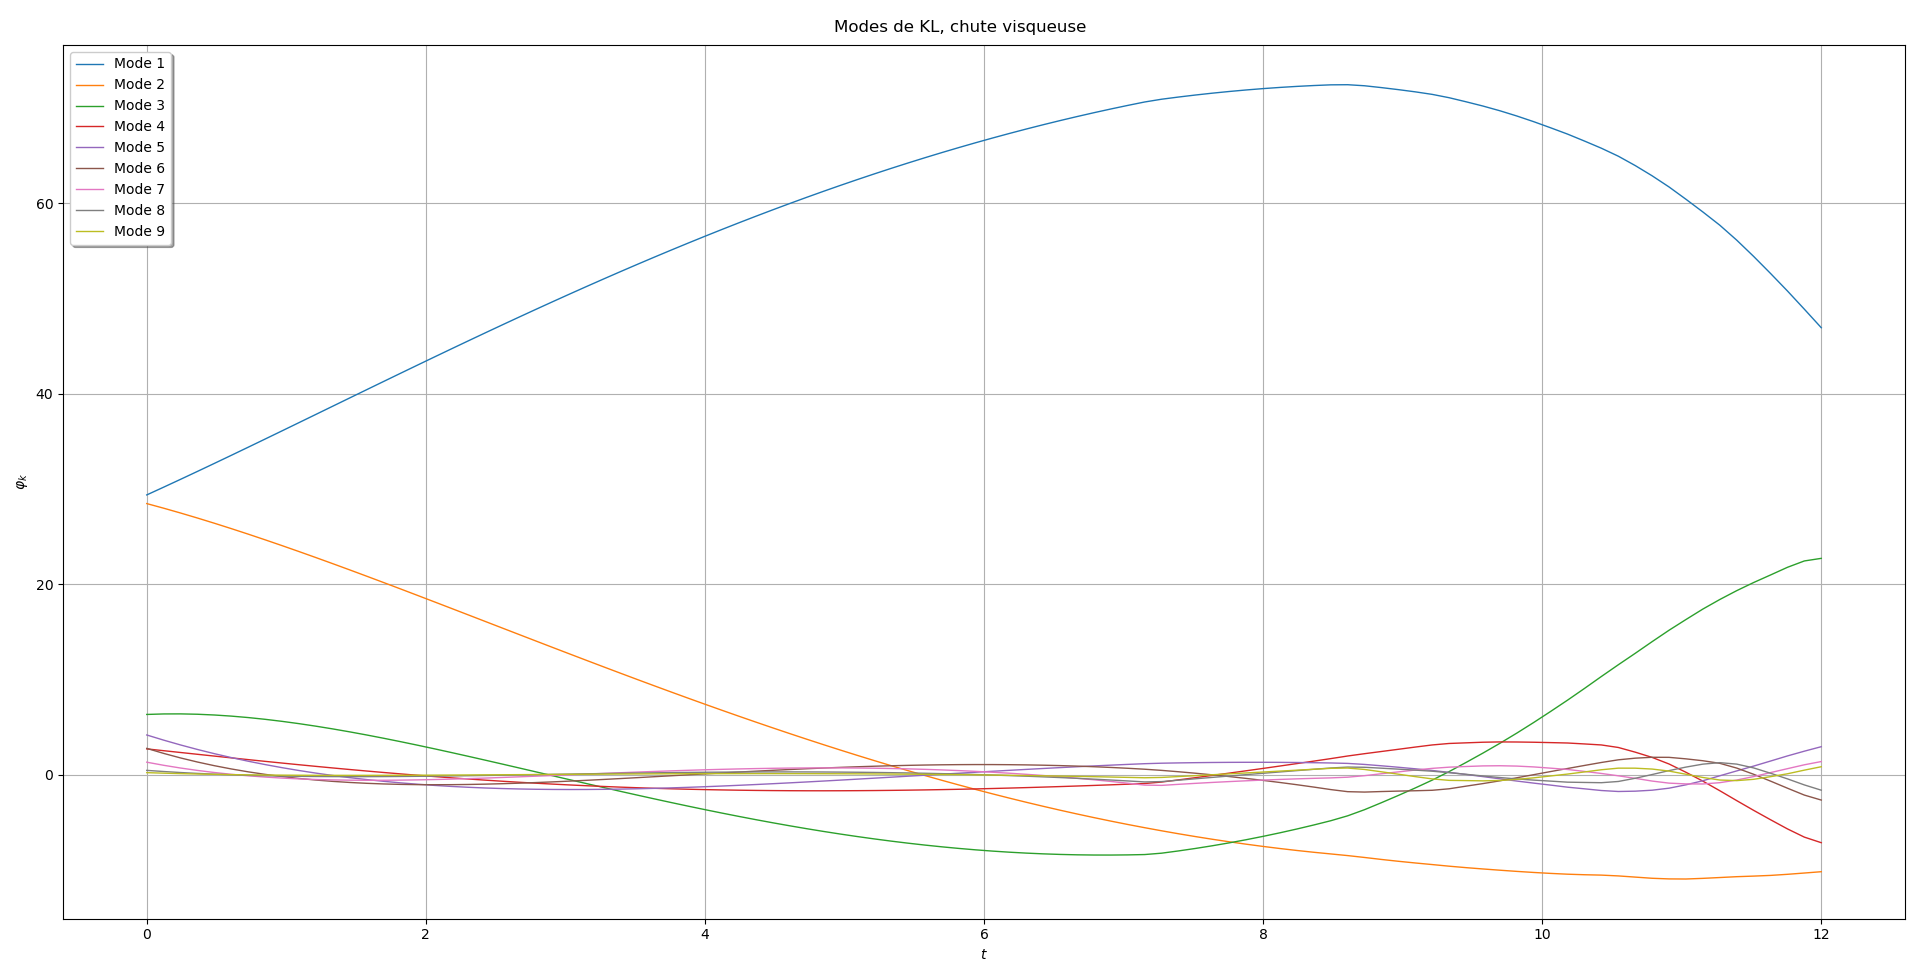 Modes de KL, chute visqueuse
Mode 1
Mode 2
Mode 3
Mode 4
Mode 5
Mode 6
Mode 7
Mode 8
Mode 9
60
40
20
0
φk
0 2 4 6 8 10 12
t